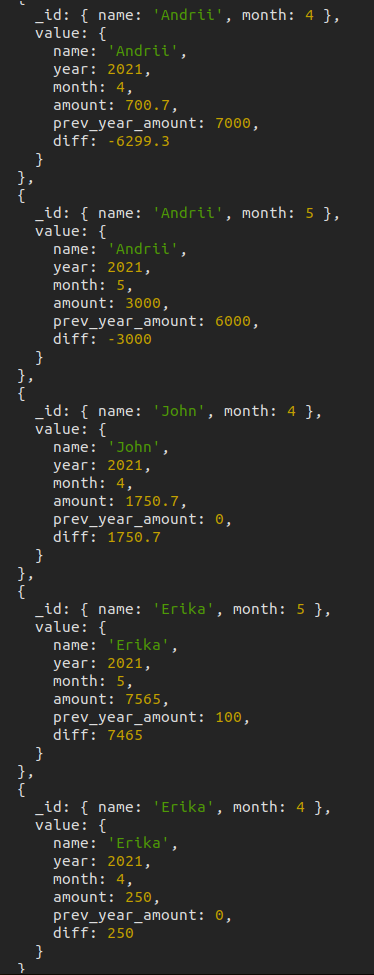 {
_id: { name: 'Andrii', month: 4 },
value: {
name: 'Andrii',
year: 2021,
month: 4,
amount: 700.7,
prev_year_amount: 7000,
diff: -6299.3
}
},
{
_id: { name: 'Andrii', month: 5 },
value: {
name: 'Andrii',
year: 2021,
month: 5,
amount: 3000,
prev_year_amount: 6000,
diff: -3000
}
},
{
_id: { name: 'John', month: 4 },
value: {
name: 'John',
year: 2021,
month: 4,
amount: 1750.7,
prev_year_amount: 0,
diff: 1750.7
}
},
{
_id: { name: 'Erika', month: 5 },
value: {
name: 'Erika',
year: 2021,
month: 5,
amount: 7565,
prev_year_amount: 100,
diff: 7465
}
},
{
_id: { name: 'Erika', month: 4 },
value: {
name: 'Erika',
year: 2021,
month: 4,
amount: 250,
prev_year_amount: 0,
diff: 250
}
}